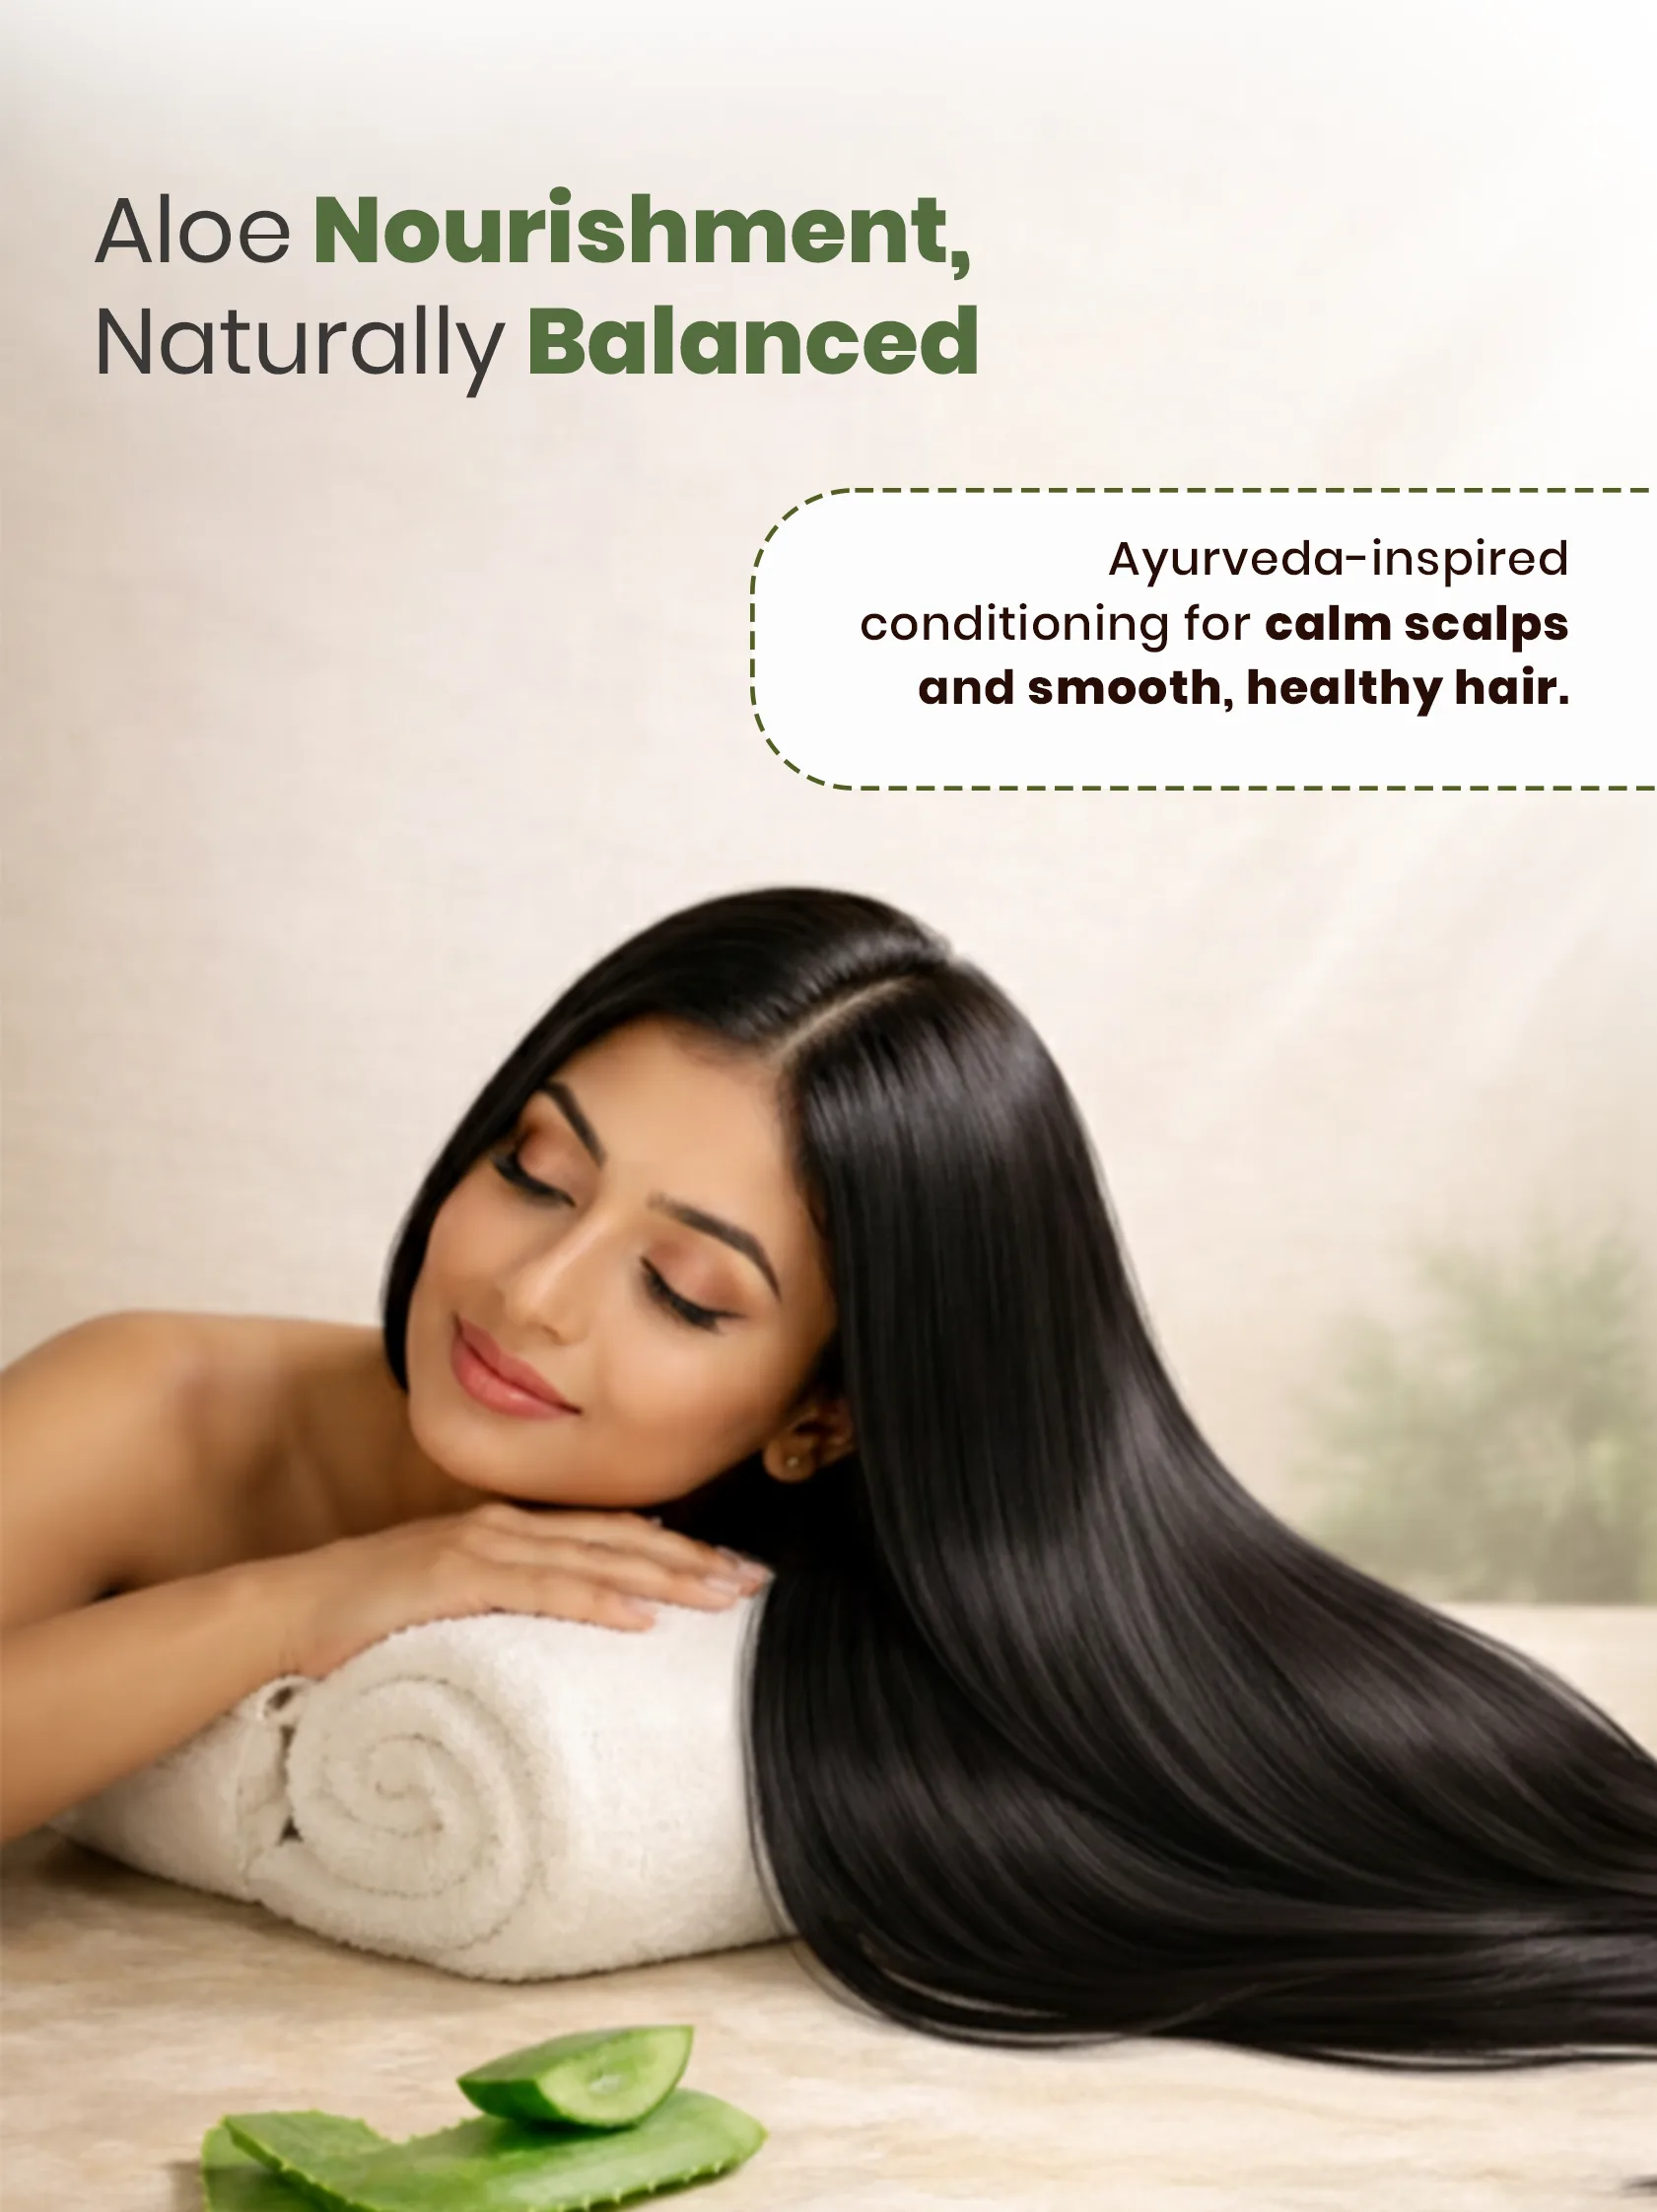 Aloe Nourishment,
Naturally Balanced
Ayurveda-inspired
conditioning for calm scalps
and smooth, healthy hair.